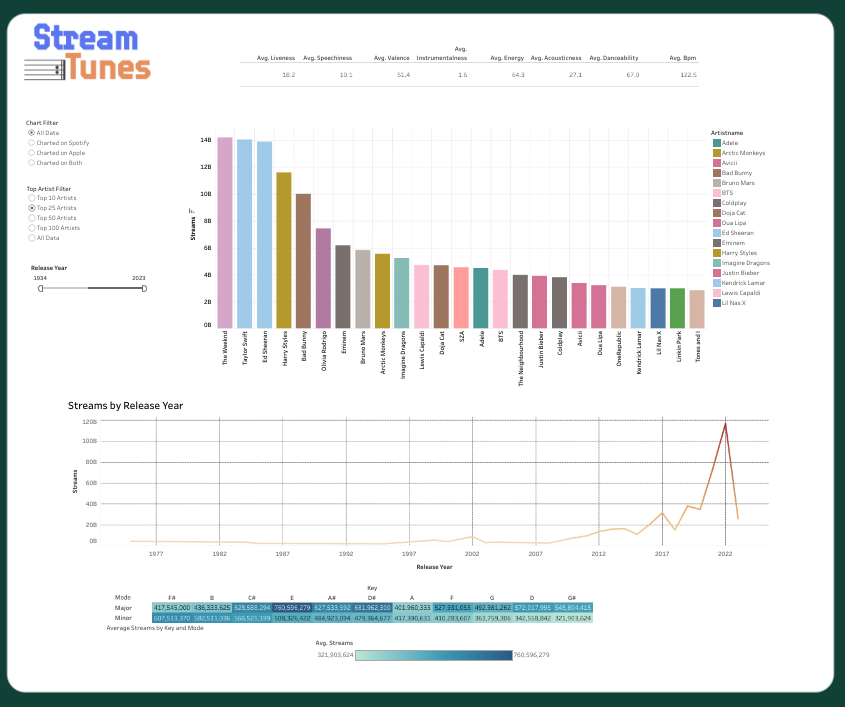 Stream
Tunes
Avg. Liveness Avg. Speechiness Avg. Valence Avg. Instrumentalness Avg. Energy Avg. Acousticness Avg. Danceability Avg. Bpm
18.2 10.1 51.4 1.6 64.3 27.1 67.0 122.5
Chart Filter
All Data
Charted on Spotify
Charted on Apple
Charted on Both
Top Artist Filter
Top 10 Artists
Top 25 Artists
Top 50 Artists
Top 100 Artists
All Data
Release Year
1934 2023
Streams
14B
12B
10B
8B
6B
4B
2B
0B
The Weeknd
Taylor Swift
Ed Sheeran
Harry Styles
Bad Bunny
Olivia Rodrigo
Eminem
Bruno Mars
Arctic Monkeys
Imagine Dragons
Lewis Capaldi
Doja Cat
SZA
Adele
BTS
The Neighbourhood
Justin Bieber
Coldplay
Avicii
Dua Lipa
OneRepublic
Kendrick Lamar
Lil Nas X
Linkin Park
Tones and I
Artistname
Adele
Arctic Monkeys
Avicii
Bad Bunny
Bruno Mars
BTS
Coldplay
Doja Cat
Dua Lipa
Ed Sheeran
Eminem
Harry Styles
Imagine Dragons
Justin Bieber
Kendrick Lamar
Lewis Capaldi
Lil Nas X
Streams by Release Year
Streams
120B
100B
80B
60B
40B
20B
0B
1977 1982 1987 1992 1997 2002 2007 2012 2017 2022
Release Year
Key
Mode F# B C# E A# D# A F G D G#
Major 417,545,000 436,333,625 628,588,294 760,596,279 627,533,592 681,962,300 401,960,333 527,931,053 492,981,262 572,017,995 545,804,415
Minor 607,513,370 582,511,036 566,525,199 508,326,422 484,923,094 479,364,677 417,390,631 410,283,607 363,759,306 342,558,842 321,903,624
Average Streams by Key and Mode
Avg. Streams
321,903,624 760,596,279